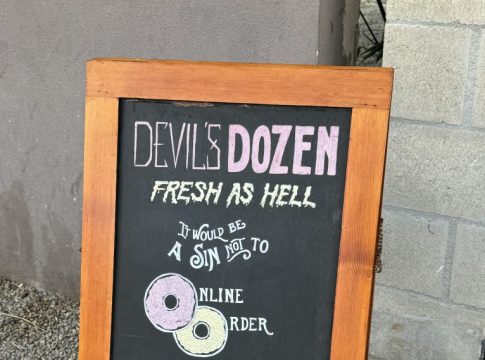 DEVIL'S DOZEN
FRESH AS HELL
IT WOULD BE
A SIN NOT TO
ONLINE
ORDER